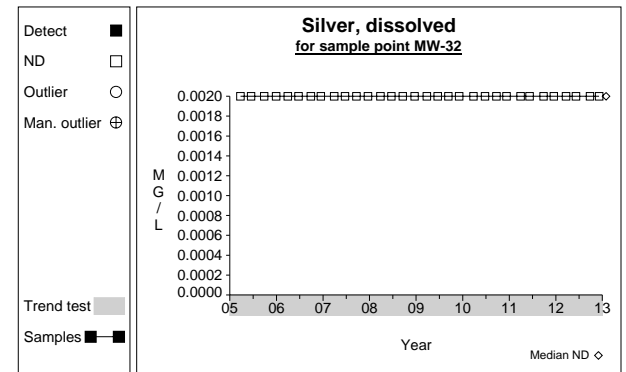 Detect
ND
Outlier
Man. outlier
Trend test
Samples
Silver, dissolved
for sample point MW-32
M
G
/
L
0.0020
0.0018
0.0016
0.0014
0.0012
0.0010
0.0008
0.0006
0.0004
0.0002
0.0000
05 06 07 08 09 10 11 12 13
Year
Median ND